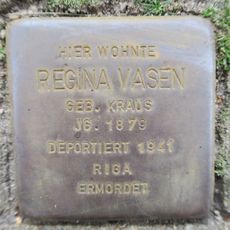 HIER WOHNTE
REGINA VASEN
GEB. KRAUS
JG. 1879
DEPORTIERT 1941
RIGA
ERMORDET